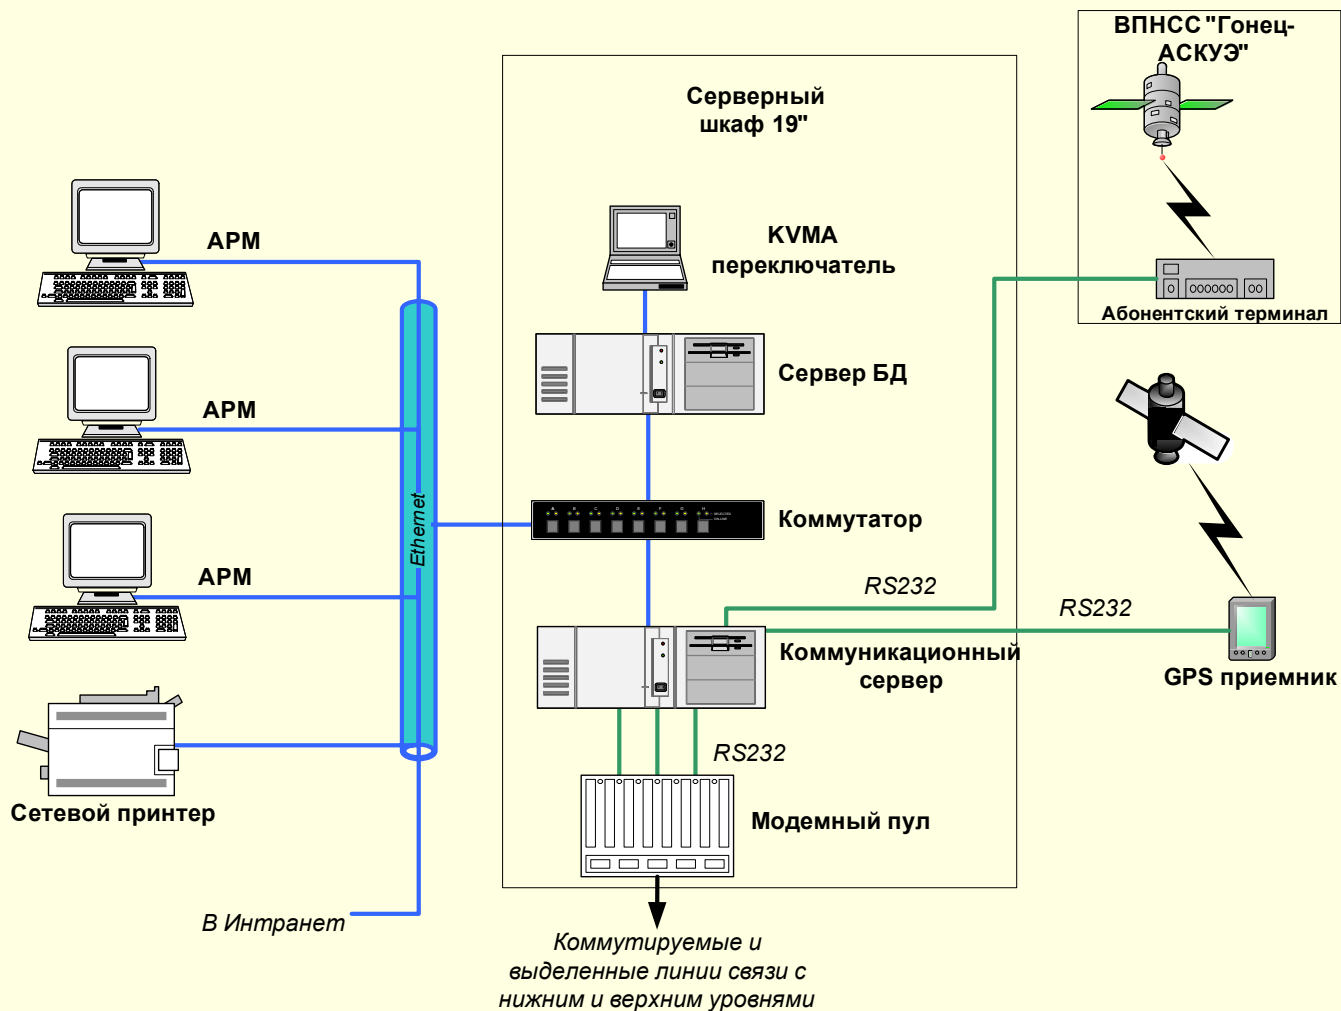 ВПНСС "Гонец-
АСКУЭ"
Серверный
шкаф 19"
АРМ
KVMA
переключатель
Абонентский терминал
Сервер БД
АРМ
Ethernet
Коммутатор
АРМ
RS232
RS232
Коммуникационный
сервер
GPS приемник
RS232
Сетевой принтер
Модемный пул
В Интранет
Коммутируемые и
выделенные линии связи с
нижним и верхним уровнями